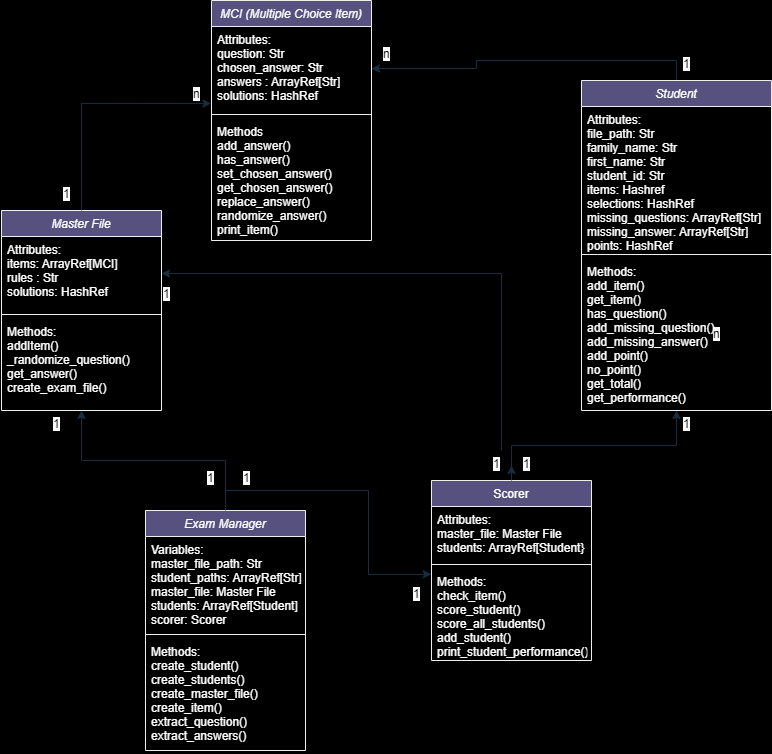 MCI (Multiple Choice Item)
Attributes:
question: Str
chosen_answer: Str
answers : ArrayRef[Str]
solutions: HashRef
Methods
add_answer()
has_answer()
set_chosen_answer()
get_chosen_answer()
replace_answer()
randomize_answer()
print_item()
n
n
1
Student
Attributes:
file_path: Str
family_name: Str
first_name: Str
student_id: Str
items: Hashref
selections: HashRef
missing_questions: ArrayRef[Str]
missing_answer: ArrayRef[Str]
points: HashRef
Methods:
add_item()
get_item()
has_question()
add_missing_question()
add_missing_answer()
add_point()
no_point()
get_total()
get_performance()
n
1
1
Master File
Attributes:
items: ArrayRef[MCI]
rules : Str
solutions: HashRef
Methods:
addItem()
_randomize_question()
get_answer()
create_exam_file()
1
1
1
1
1
1
1
Exam Manager
Variables:
master_file_path: Str
student_paths: ArrayRef[Str]
master_file: Master File
students: ArrayRef[Student]
scorer: Scorer
Methods:
create_student()
create_students()
create_master_file()
create_item()
extract_question()
extract_answers()
Scorer
Attributes:
master_file: Master File
students: ArrayRef[Student}
Methods:
check_item()
score_student()
score_all_students()
add_student()
print_student_performance()